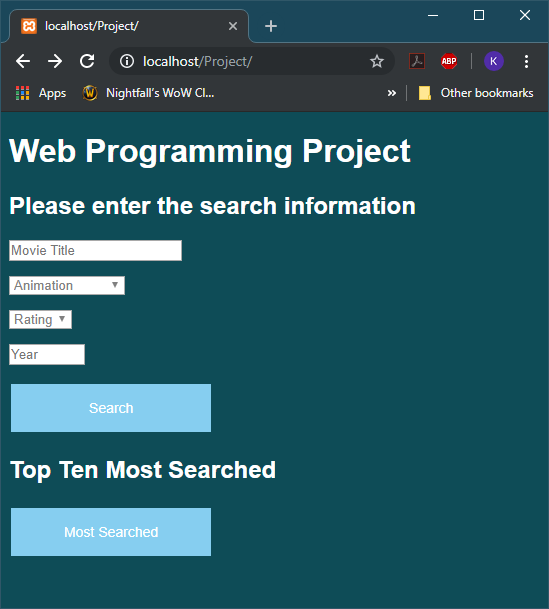 localhost/Project/
localhost/Project/
ABP
K
Apps
Nightfall's WoW Cl...
»
Other bookmarks
Web Programming Project
Please enter the search information
Movie Title
Animation
Rating
Year
Search
Top Ten Most Searched
Most Searched